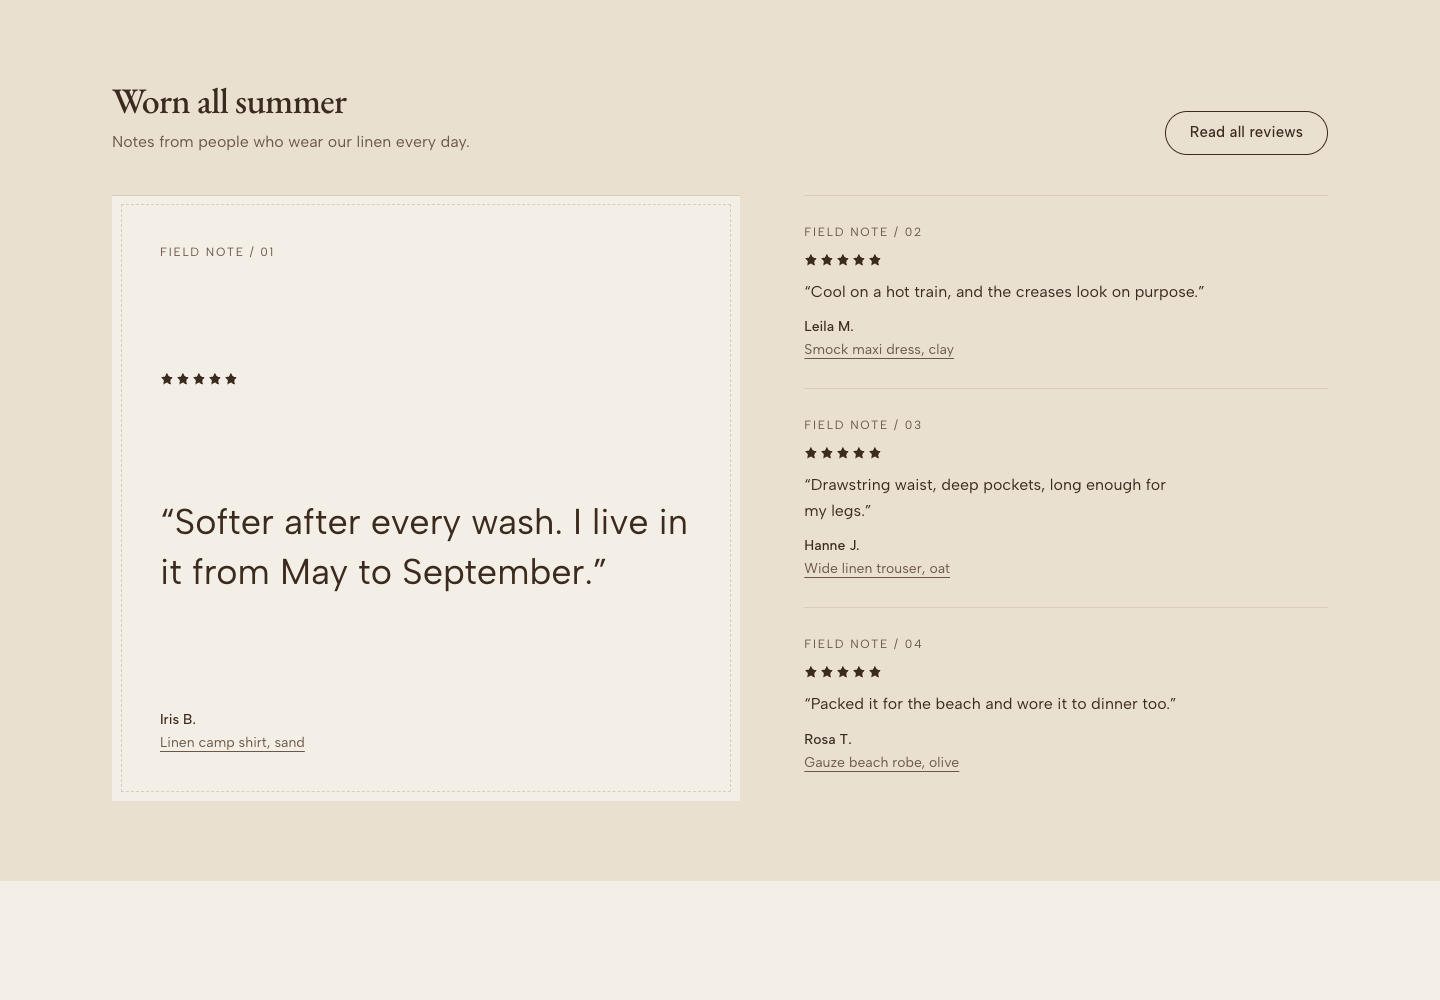 Worn all summer
Notes from people who wear our linen every day.
Read all reviews
FIELD NOTE / 01
“Softer after every wash. I live in
it from May to September.”
Iris B.
Linen camp shirt, sand
FIELD NOTE / 02
“Cool on a hot train, and the creases look on purpose.”
Leila M.
Smock maxi dress, clay
FIELD NOTE / 03
“Drawstring waist, deep pockets, long enough for
my legs.”
Hanne J.
Wide linen trouser, oat
FIELD NOTE / 04
“Packed it for the beach and wore it to dinner too.”
Rosa T.
Gauze beach robe, olive